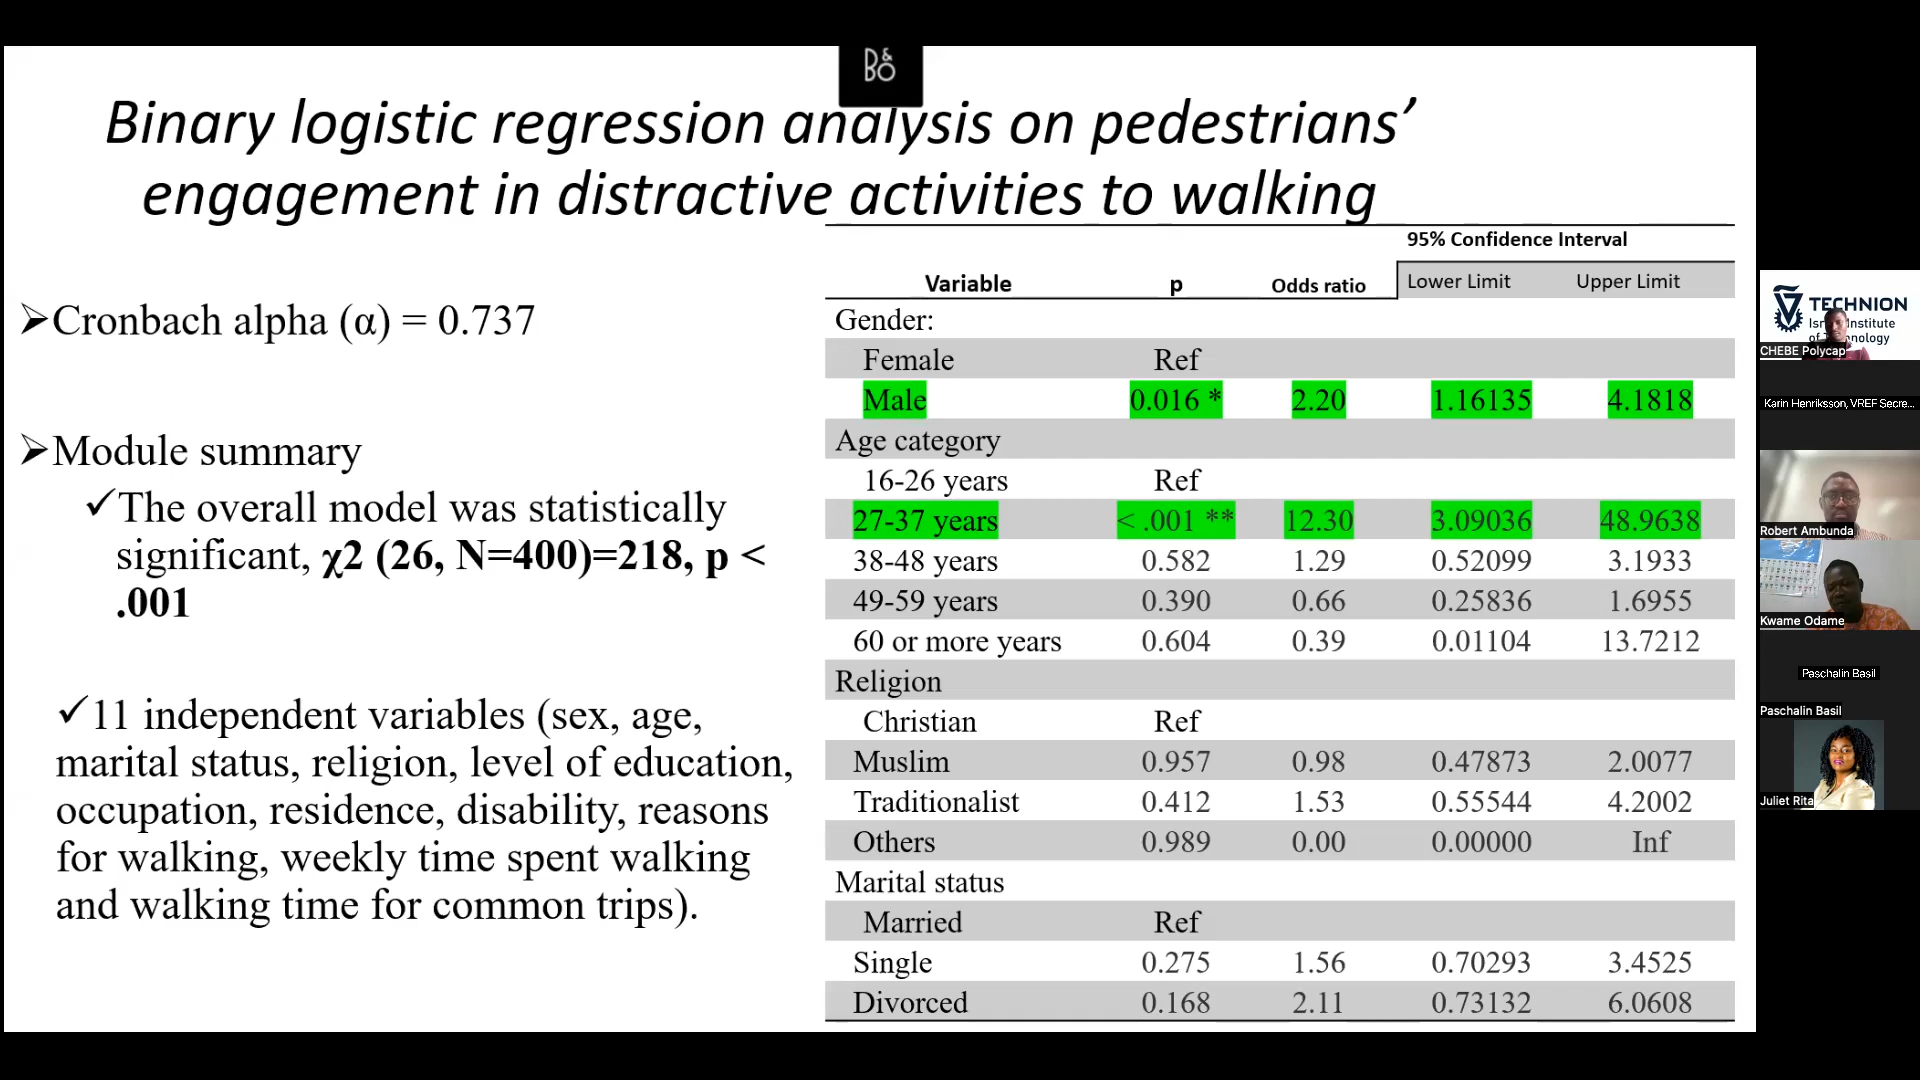 B&O
Binary logistic regression analysis on pedestrians’
engagement in distractive activities to walking
➢Cronbach alpha (α) = 0.737
➢Module summary
✓The overall model was statistically
significant, χ2 (26, N=400)=218, p <
.001
✓11 independent variables (sex, age,
marital status, religion, level of education,
occupation, residence, disability, reasons
for walking, weekly time spent walking
and walking time for common trips).
95% Confidence Interval
Variable p Odds ratio Lower Limit Upper Limit
Gender:
Female Ref
Male 0.016 * 2.20 1.16135 4.1818
Age category
16-26 years Ref
27-37 years < .001 ** 12.30 3.09036 48.9638
38-48 years 0.582 1.29 0.52099 3.1933
49-59 years 0.390 0.66 0.25836 1.6955
60 or more years 0.604 0.39 0.01104 13.7212
Religion
Christian Ref
Muslim 0.957 0.98 0.47873 2.0077
Traditionalist 0.412 1.53 0.55544 4.2002
Others 0.989 0.00 0.00000 Inf
Marital status
Married Ref
Single 0.275 1.56 0.70293 3.4525
Divorced 0.168 2.11 0.73132 6.0608
TECHNION
Institute
of
CHEBE Polycap
Karin Henriksson, VREF Secre...
Robert Ambunda
Kwame Odame
Paschalin Basil
Paschalin Basil
Juliet Rita